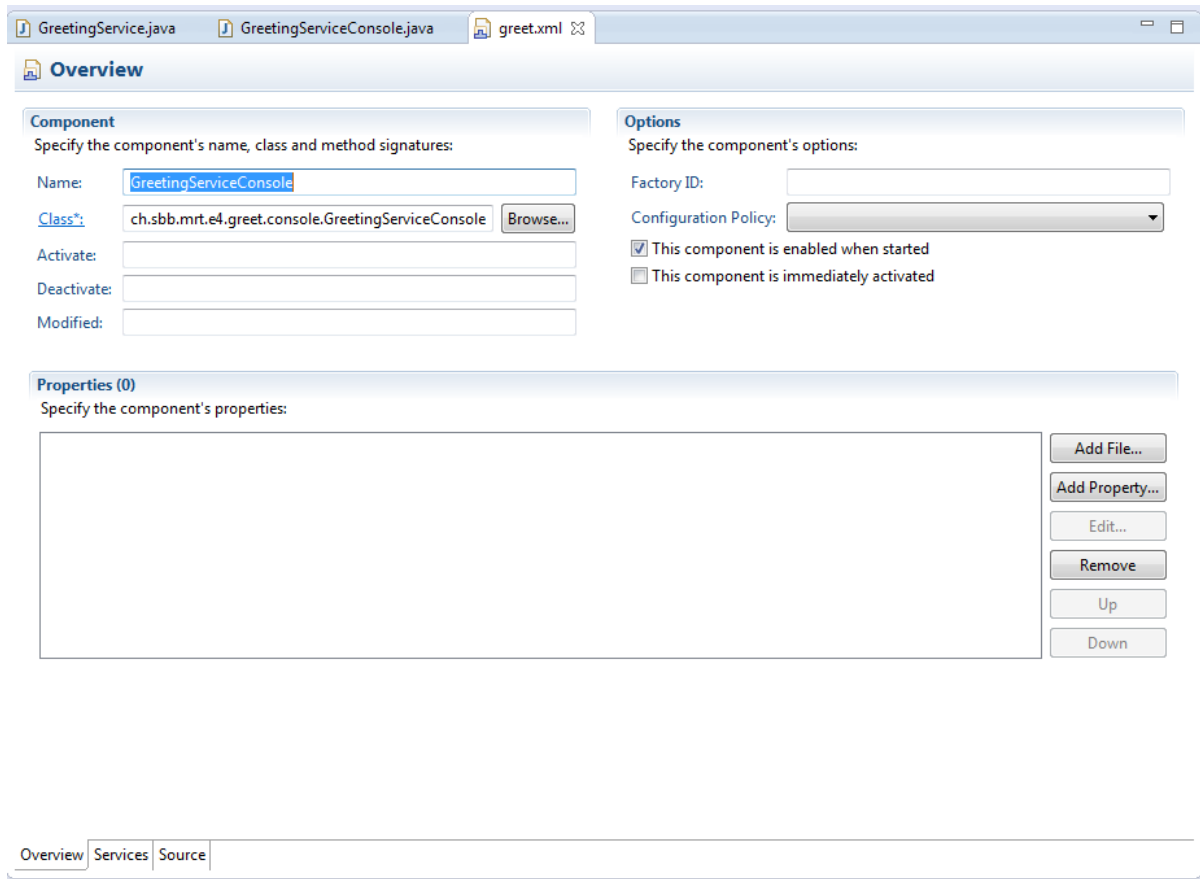 GreetingService.java GreetingServiceConsole.java greet.xml
Overview
Component
Specify the component's name, class and method signatures:
Name: GreetingServiceConsole
Class*: ch.sbb.mrt.e4.greet.console.GreetingServiceConsole Browse...
Activate:
Deactivate:
Modified:
Options
Specify the component's options:
Factory ID:
Configuration Policy:
This component is enabled when started
This component is immediately activated
Properties (0)
Specify the component's properties:
Add File...
Add Property...
Edit...
Remove
Up
Down
Overview Services Source